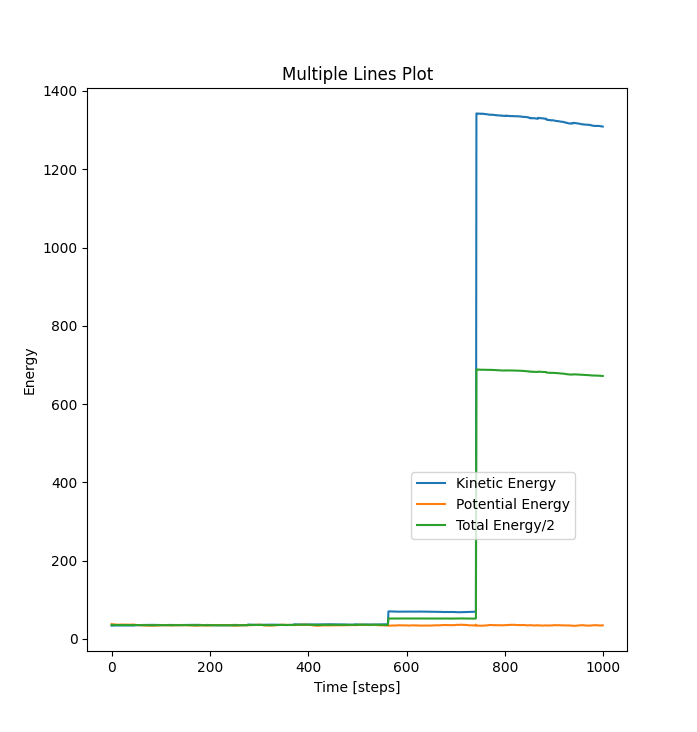 Multiple Lines Plot
1400
1200
1000
800
600
400
200
0
Energy
Kinetic Energy
Potential Energy
Total Energy/2
0 200 400 600 800 1000
Time [steps]